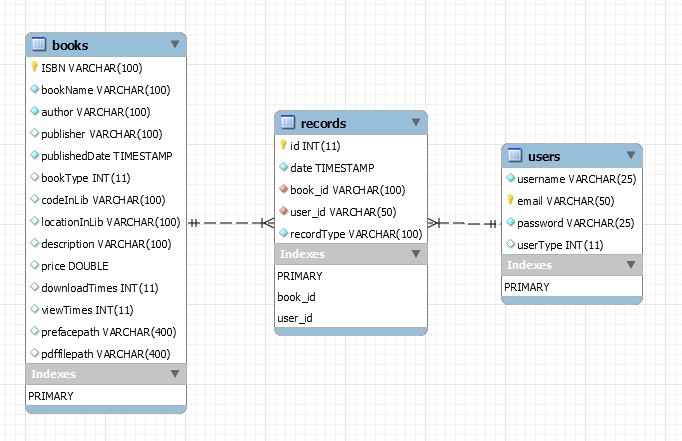 books
ISBN VARCHAR(100)
bookName VARCHAR(100)
author VARCHAR(100)
publisher VARCHAR(100)
publishedDate TIMESTAMP
bookType INT(11)
codeInLib VARCHAR(100)
locationInLib VARCHAR(100)
description VARCHAR(100)
price DOUBLE
downloadTimes INT(11)
viewTimes INT(11)
prefacepath VARCHAR(400)
pdffilepath VARCHAR(400)
Indexes
PRIMARY
records
id INT(11)
date TIMESTAMP
book_id VARCHAR(100)
user_id VARCHAR(50)
recordType VARCHAR(100)
Indexes
PRIMARY
book_id
user_id
users
username VARCHAR(25)
email VARCHAR(50)
password VARCHAR(25)
userType INT(11)
Indexes
PRIMARY